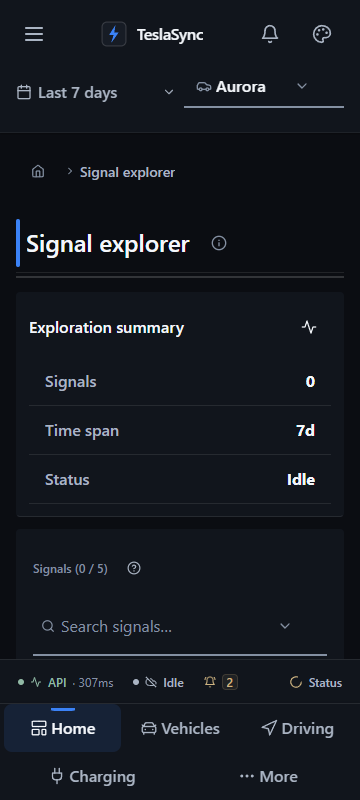 TeslaSync
Last 7 days
Aurora
Signal explorer
Signal explorer
Exploration summary
Signals 0
Time span 7d
Status Idle
Signals (0 / 5)
Search signals...
API · 307ms Idle 2 Status
Home Vehicles Driving
Charging More